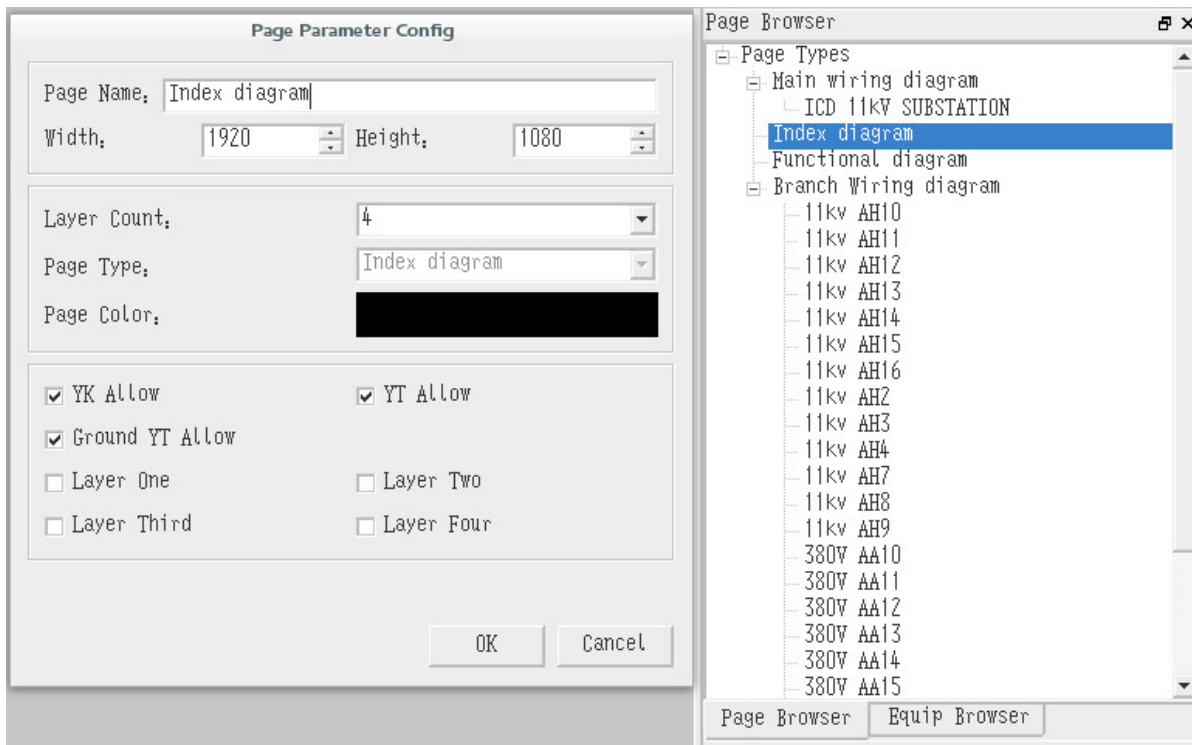 Page Parameter Config
Page Name:
Index diagram
Width:
1920
Height:
1080
Layer Count:
4
Page Type:
Index diagram
Page Color:
YK Allow
YT Allow
Ground YT Allow
Layer One
Layer Two
Layer Third
Layer Four
OK
Cancel
Page Browser
Page Types
Main wiring diagram
ICD 11kV SUBSTATION
Index diagram
Functional diagram
Branch Wiring diagram
11kv AH10
11kv AH11
11kv AH12
11kv AH13
11kv AH14
11kv AH15
11kv AH16
11kv AH2
11kv AH3
11kv AH4
11kv AH7
11kv AH8
11kv AH9
380V AA10
380V AA11
380V AA12
380V AA13
380V AA14
380V AA15
Page Browser
Equip Browser